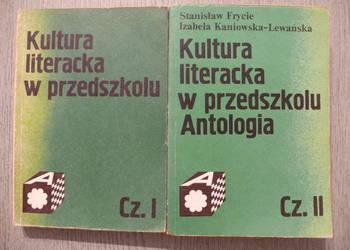 Kultura
literacka
w przedszkolu
A
Cz. I
Stanisław Frycie
Izabela Kaniowska-Lewańska
Kultura
literacka
w przedszkolu
Antologia
A
Cz. II